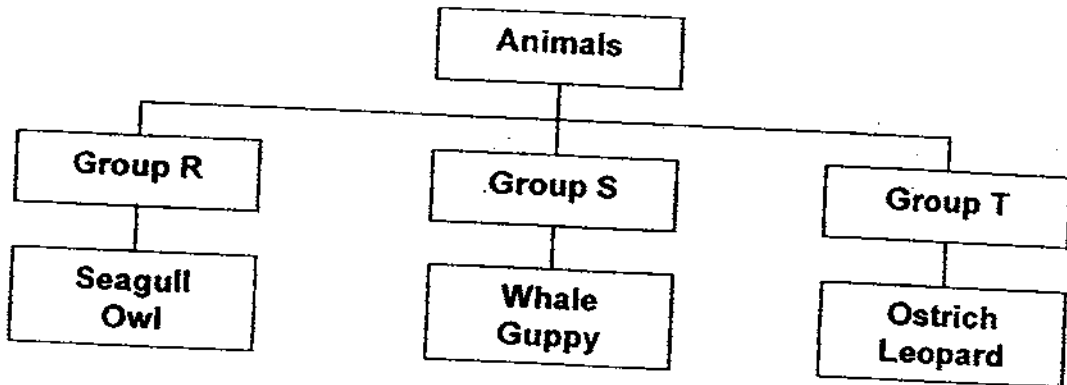 Animals
Group R
Group S
Group T
Seagull
Owl
Whale
Guppy
Ostrich
Leopard